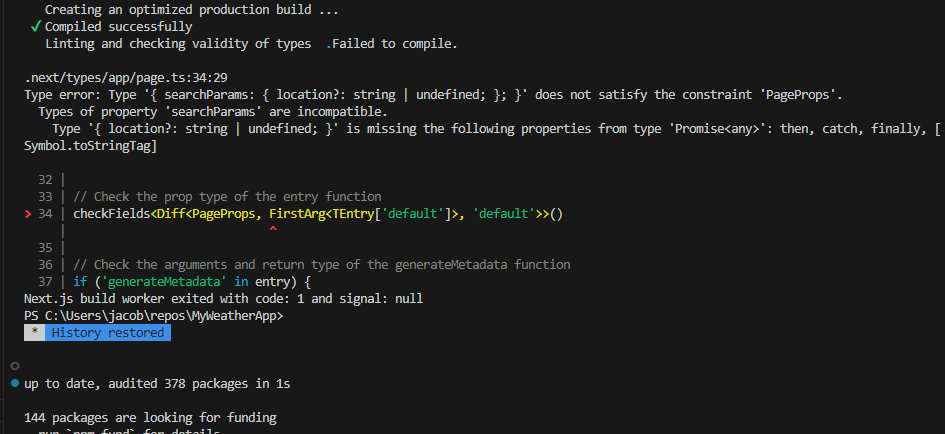 Creating an optimized production build ...
✓ Compiled successfully
Linting and checking validity of types .Failed to compile.
.next/types/app/page.ts:34:29
Type error: Type '{ searchParams: { location?: string | undefined; }; }' does not satisfy the constraint 'PageProps'.
Types of property 'searchParams' are incompatible.
Type '{ location?: string | undefined; }' is missing the following properties from type 'Promise<any>': then, catch, finally, [
Symbol.toStringTag]
32 |
33 | // Check the prop type of the entry function
> 34 | checkFields<Diff<PageProps, FirstArg<TEntry['default']>, 'default'>>()
| ^
35 |
36 | // Check the arguments and return type of the generateMetadata function
37 | if ('generateMetadata' in entry) {
Next.js build worker exited with code: 1 and signal: null
PS C:\Users\jacob\repos\MyWeatherApp>
* History restored
up to date, audited 378 packages in 1s
144 packages are looking for funding
run `npm fund` for details